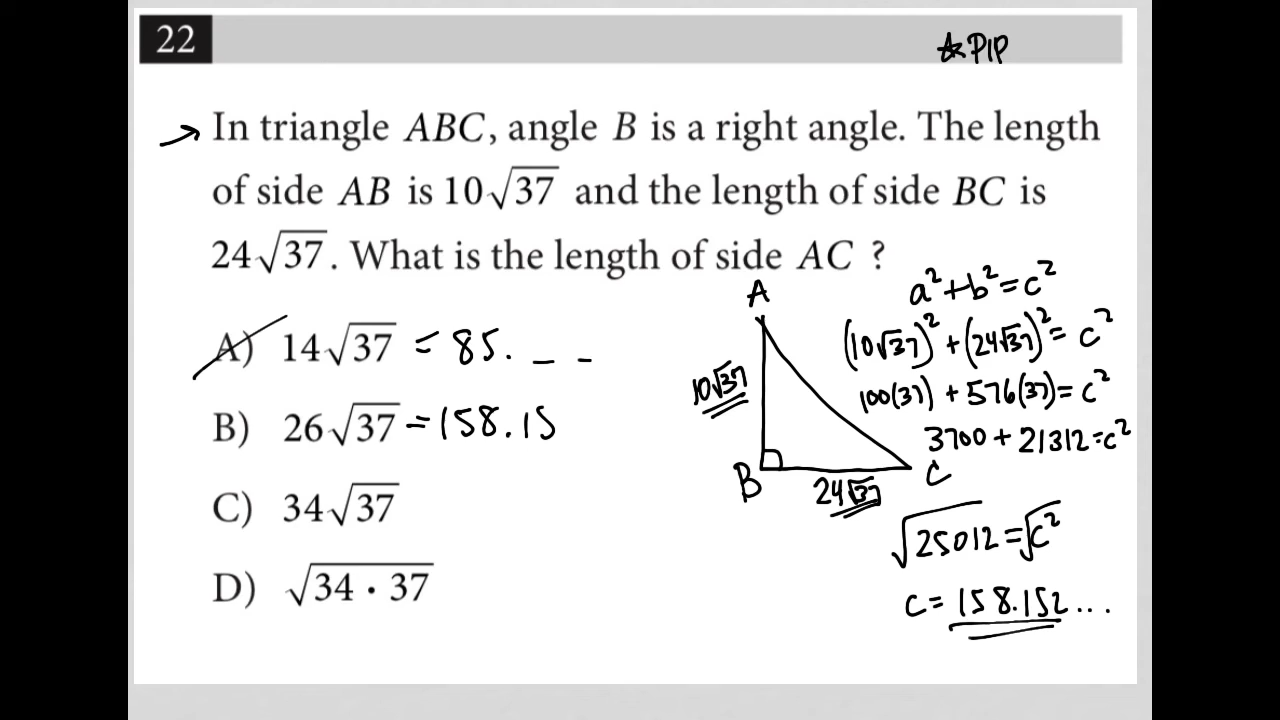 22
☆ PIP
→ In triangle ABC, angle B is a right angle. The length
of side AB is 10√37 and the length of side BC is
24√37. What is the length of side AC ?
A) 14√37 = 85. _ _
B) 26√37 = 158.15
C) 34√37
D) √(34 · 37)
A
10√37
B
24√37
C
a² + b² = c²
(10√37)² + (24√37)² = c²
100(37) + 576(37) = c²
3700 + 21312 = c²
√25012 = √c²
c = 158.152...